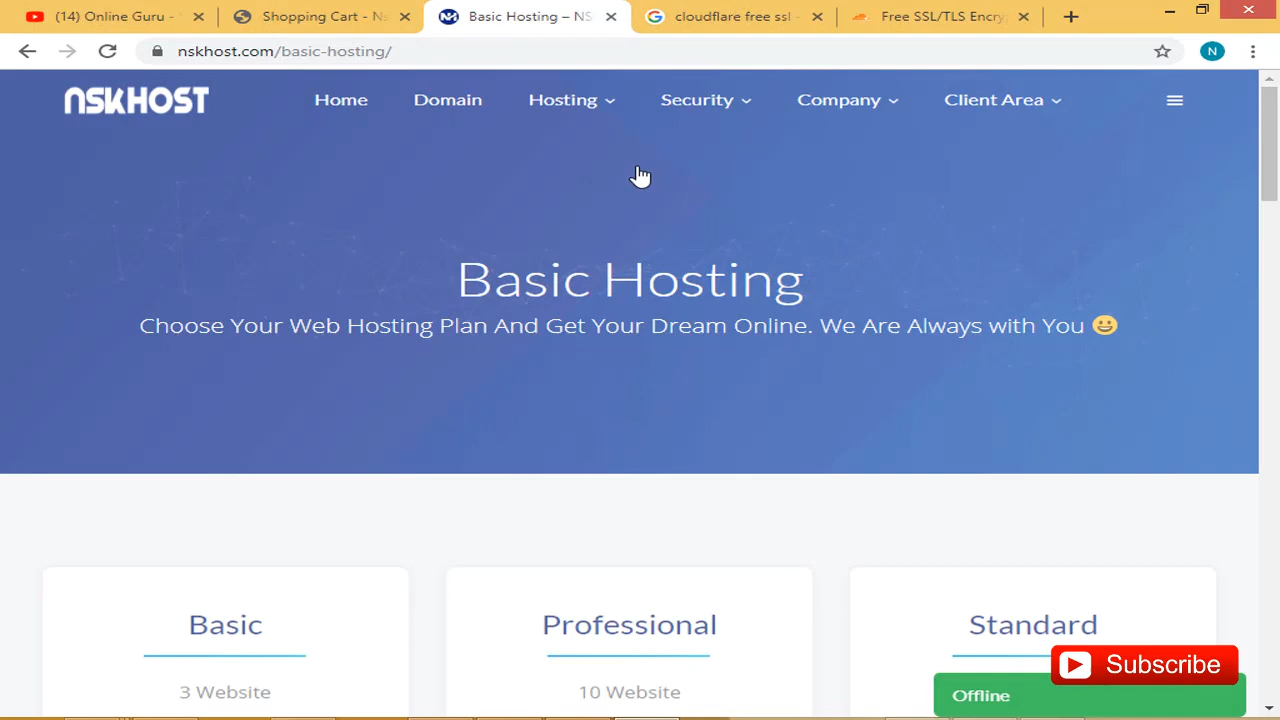 (14) Online Guru -
Shopping Cart - Ns
Basic Hosting – NS
cloudflare free ssl -
Free SSL/TLS Encry
nskhost.com/basic-hosting/
N
NSKHOST
Home
Domain
Hosting
Security
Company
Client Area
Basic Hosting
Choose Your Web Hosting Plan And Get Your Dream Online. We Are Always with You 😀
Basic
Professional
Standard
3 Website
10 Website
Subscribe
Offline